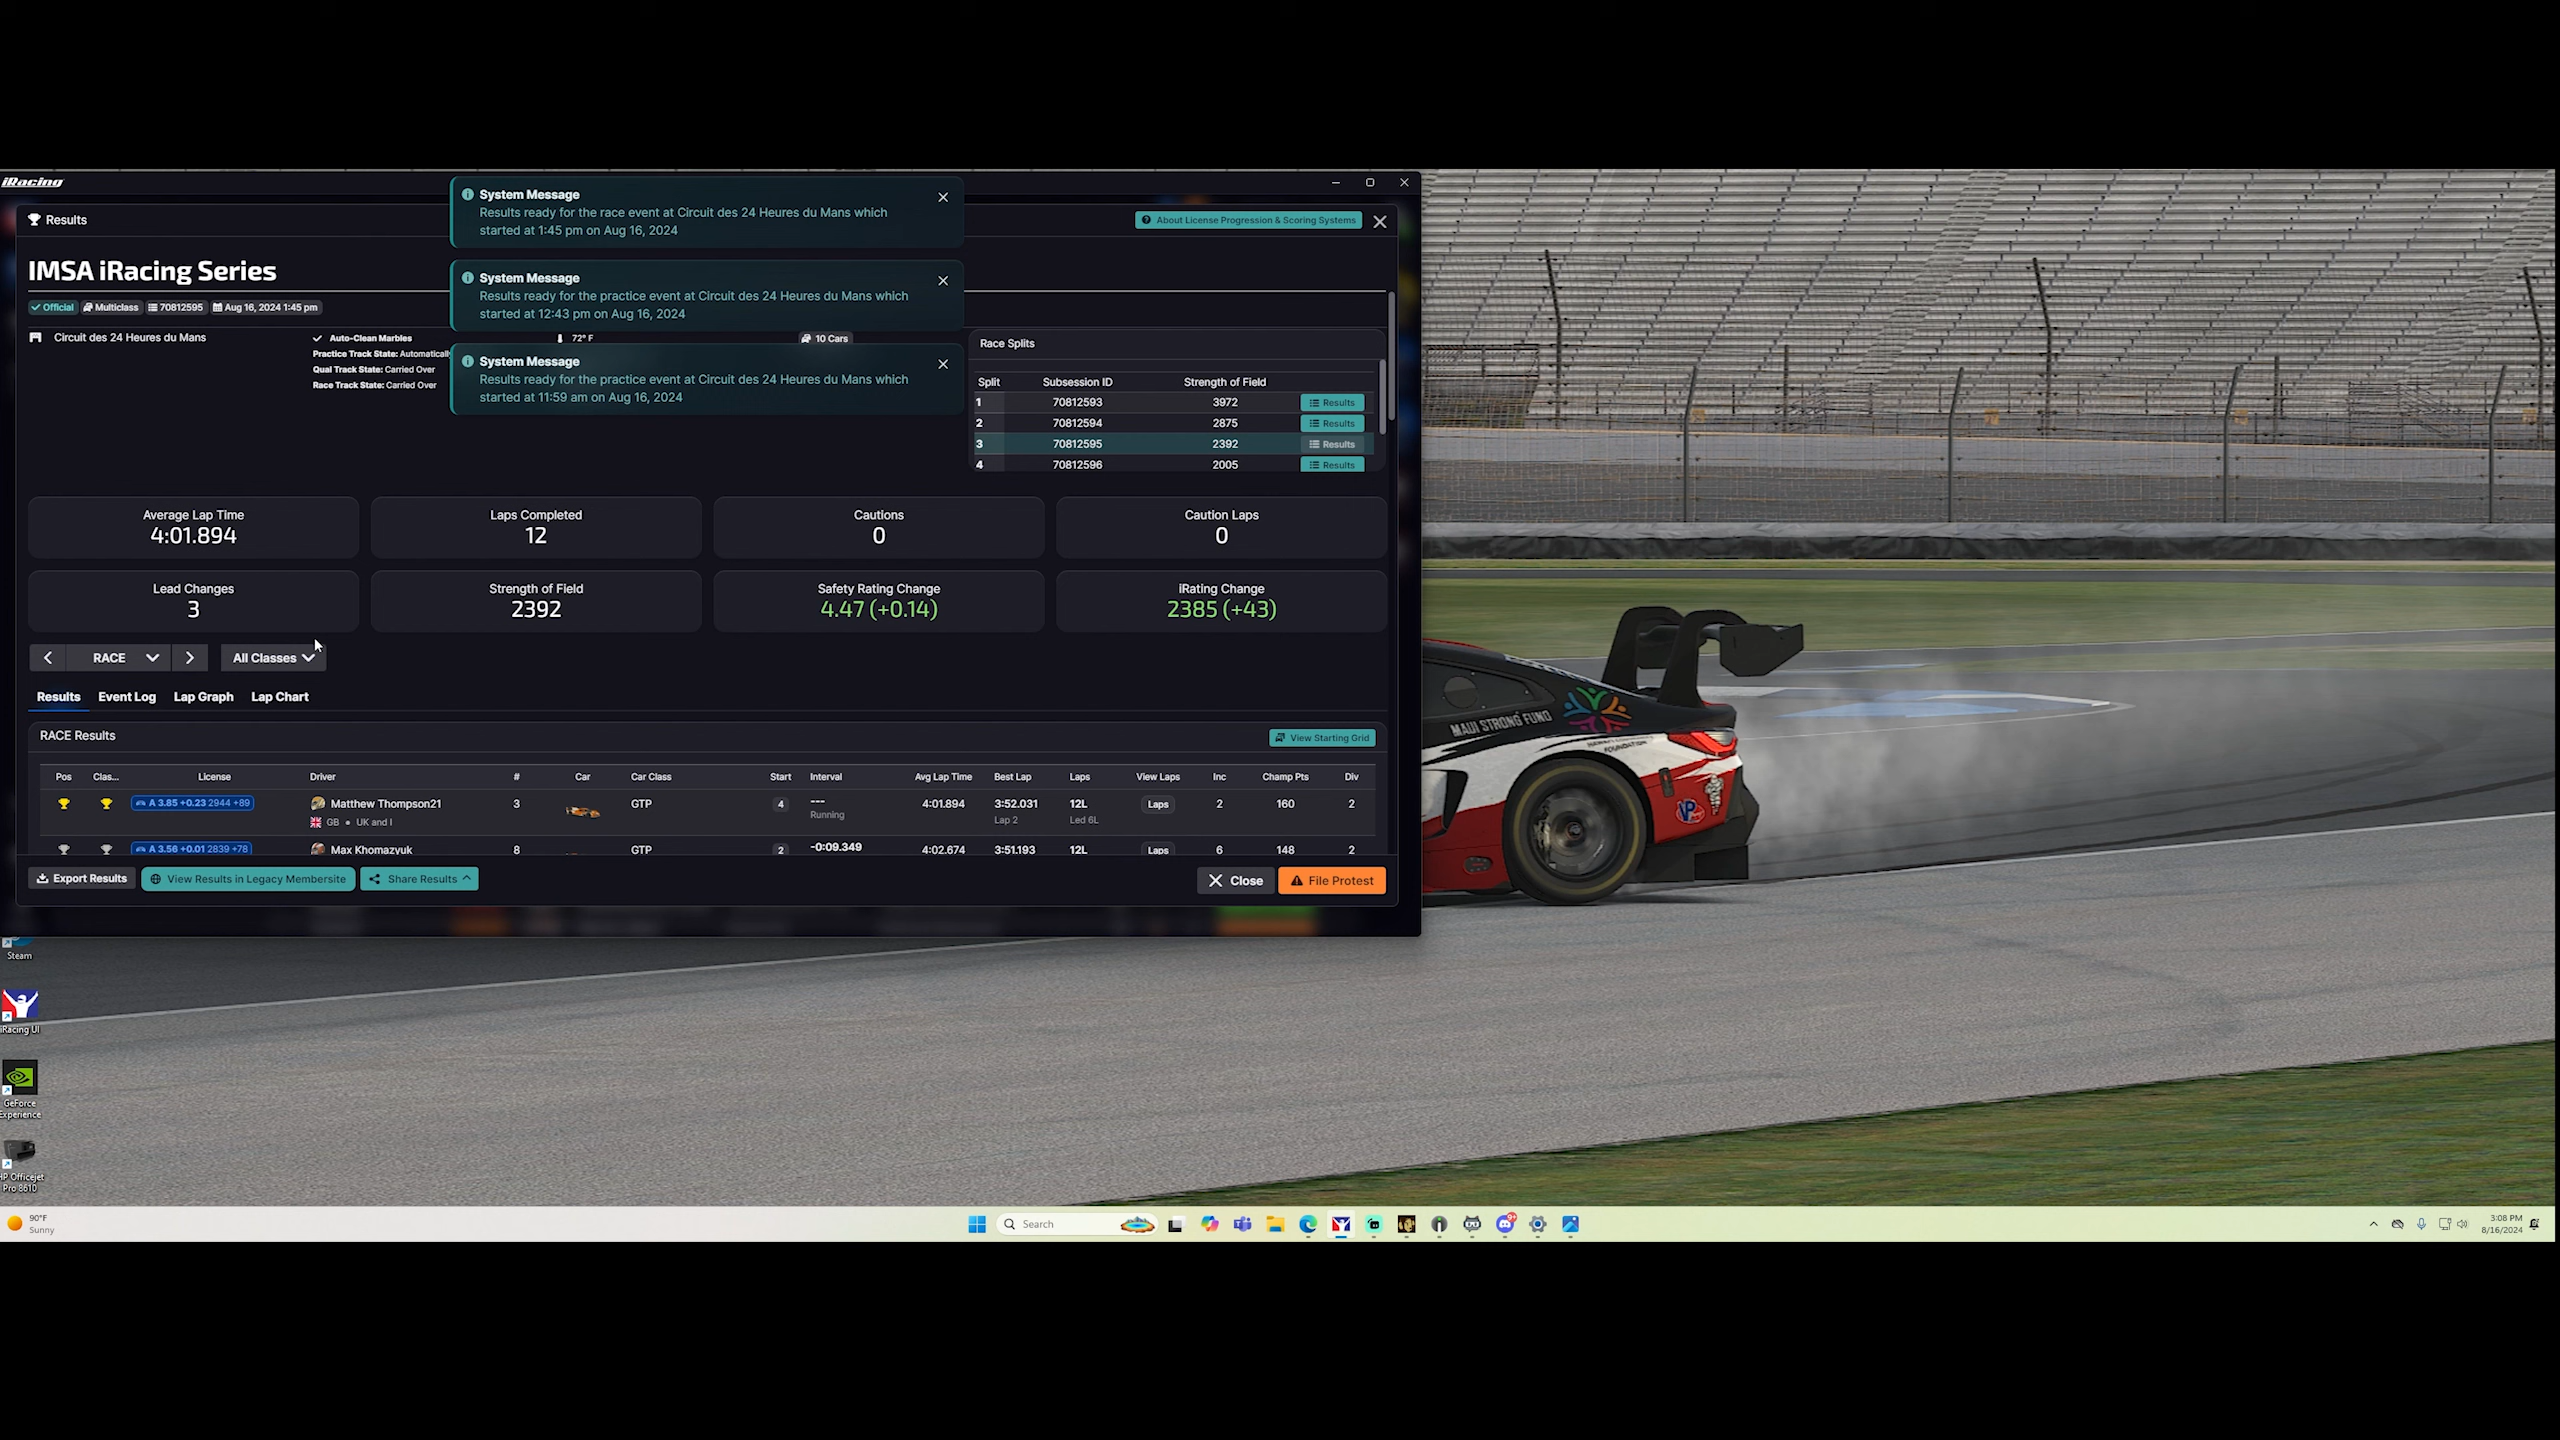 iRacing
Results
About License Progression & Scoring Systems
System Message
Results ready for the race event at Circuit des 24 Heures du Mans which
started at 1:45 pm on Aug 16, 2024
System Message
Results ready for the practice event at Circuit des 24 Heures du Mans which
started at 12:43 pm on Aug 16, 2024
System Message
Results ready for the practice event at Circuit des 24 Heures du Mans which
started at 11:59 am on Aug 16, 2024
IMSA iRacing Series
Official Multiclass 70812595 Aug 16, 2024 1:45 pm
Circuit des 24 Heures du Mans
Auto-Clean Marbles
Practice Track State: Automatically
Qual Track State: Carried Over
Race Track State: Carried Over
72° F
10 Cars
Race Splits
Split Subsession ID Strength of Field
1 70812593 3972 Results
2 70812594 2875 Results
3 70812595 2392 Results
4 70812596 2005 Results
Average Lap Time
4:01.894
Laps Completed
12
Cautions
0
Caution Laps
0
Lead Changes
3
Strength of Field
2392
Safety Rating Change
4.47 (+0.14)
iRating Change
2385 (+43)
RACE All Classes
Results Event Log Lap Graph Lap Chart
RACE Results View Starting Grid
Pos Clas... License Driver # Car Car Class Start Interval Avg Lap Time Best Lap Laps View Laps Inc Champ Pts Div
A 3.85 +0.23 2944 +89 Matthew Thompson21 3 GTP 4 --- 4:01.894 3:52.031 12L Laps 2 160 2
GB • UK and I Running Lap 2 Led 6L
A 3.56 +0.01 2839 +78 Max Khomazyuk 8 GTP 2 -0:09.349 4:02.674 3:51.193 12L Laps 6 148 2
Export Results View Results in Legacy Membersite Share Results Close File Protest
MAUI STRONG FUND
HAWAII COMMUNITY
FOUNDATION
VP
Steam
iRacing UI
GeForce
Experience
HP Officejet
Pro 8610
90°F
Sunny
Search
3:08 PM
8/16/2024